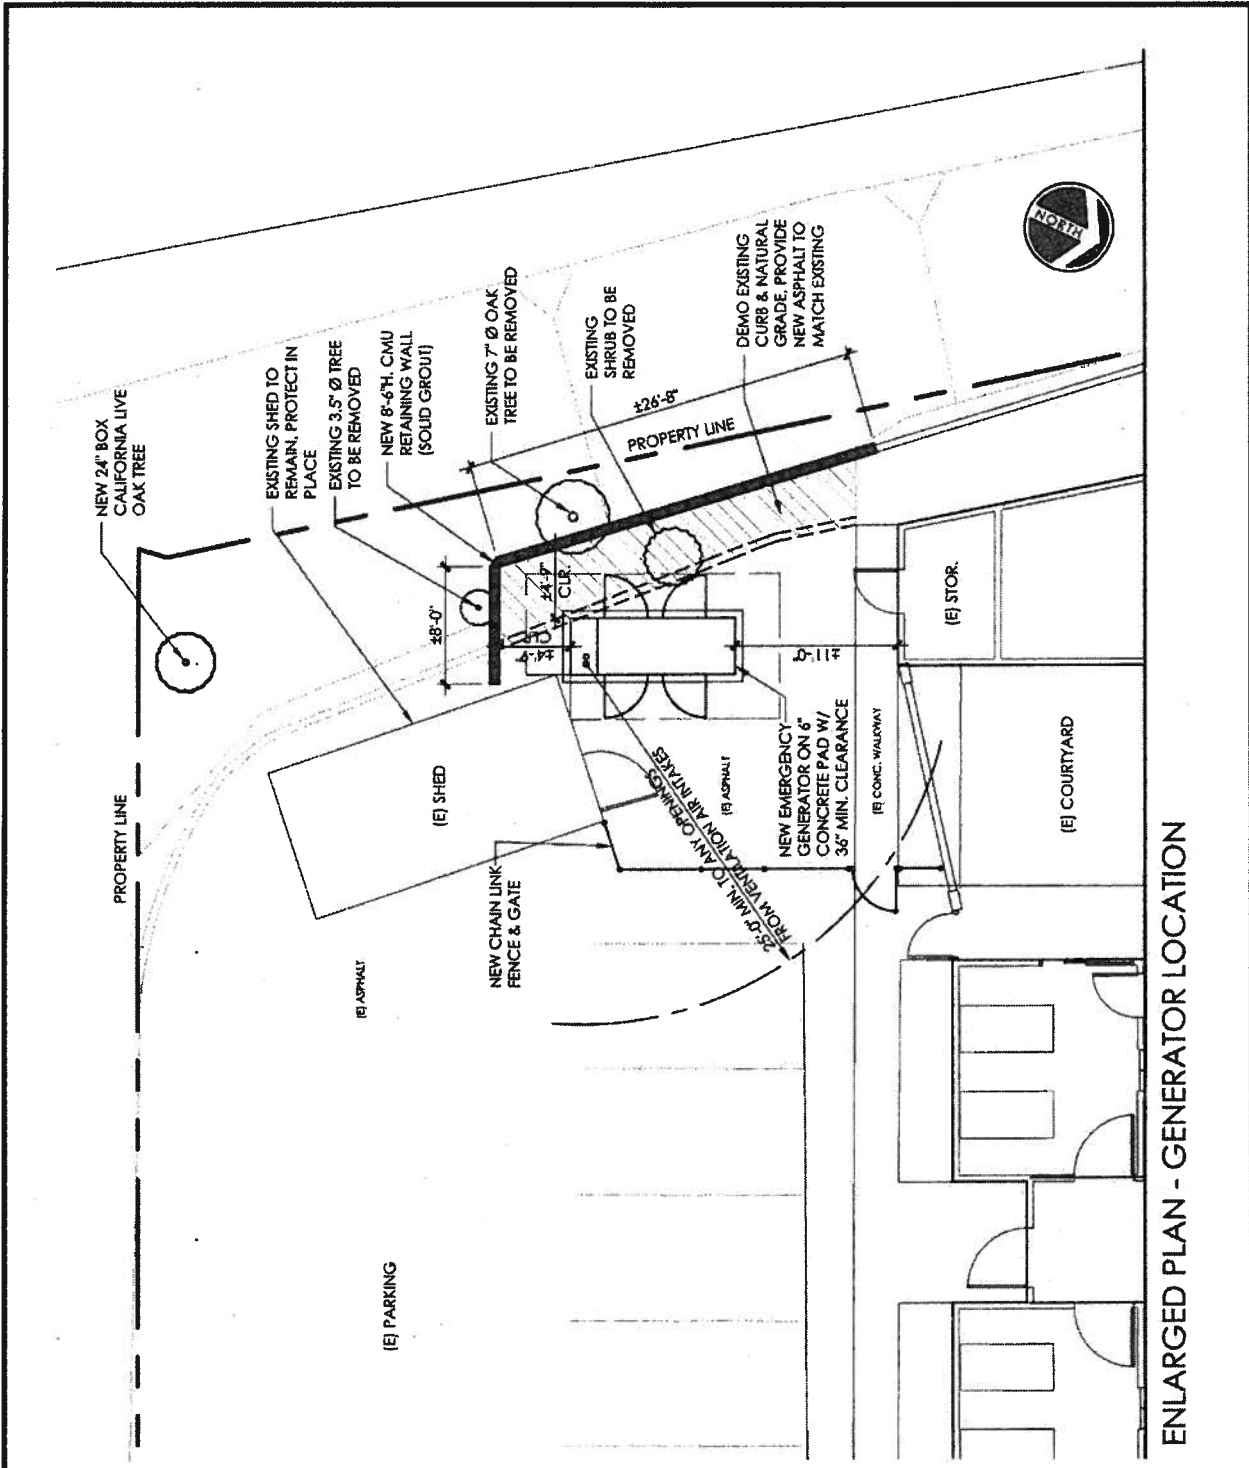 NEW 24" BOX
CALIFORNIA LIVE
OAK TREE
EXISTING SHED TO
REMAIN, PROTECT IN
PLACE
EXISTING 3.5" Ø TREE
TO BE REMOVED
NEW 8'-6"H. CMU
RETAINING WALL
(SOLID GROUT)
EXISTING 7" Ø OAK
TREE TO BE REMOVED
EXISTING
SHRUB TO BE
REMOVED
DEMO EXISTING
CURB & NATURAL
GRADE, PROVIDE
NEW ASPHALT TO
MATCH EXISTING
NORTH
±26'-8"
PROPERTY LINE
±8'-0"
±4'-9"
CLR.
±4'-9"
CLR.
±11'-0"
PROPERTY LINE
(E) SHED
NEW CHAIN LINK
FENCE & GATE
25'-0" MIN. TO ANY OPENINGS
FROM VENTILATION AIR INTAKES
(E) ASPHALT
NEW EMERGENCY
GENERATOR ON 6"
CONCRETE PAD W/
36" MIN. CLEARANCE
(E) CONC. WALKWAY
(E) STOR.
(E) COURTYARD
(E) ASPHALT
(E) PARKING
ENLARGED PLAN - GENERATOR LOCATION